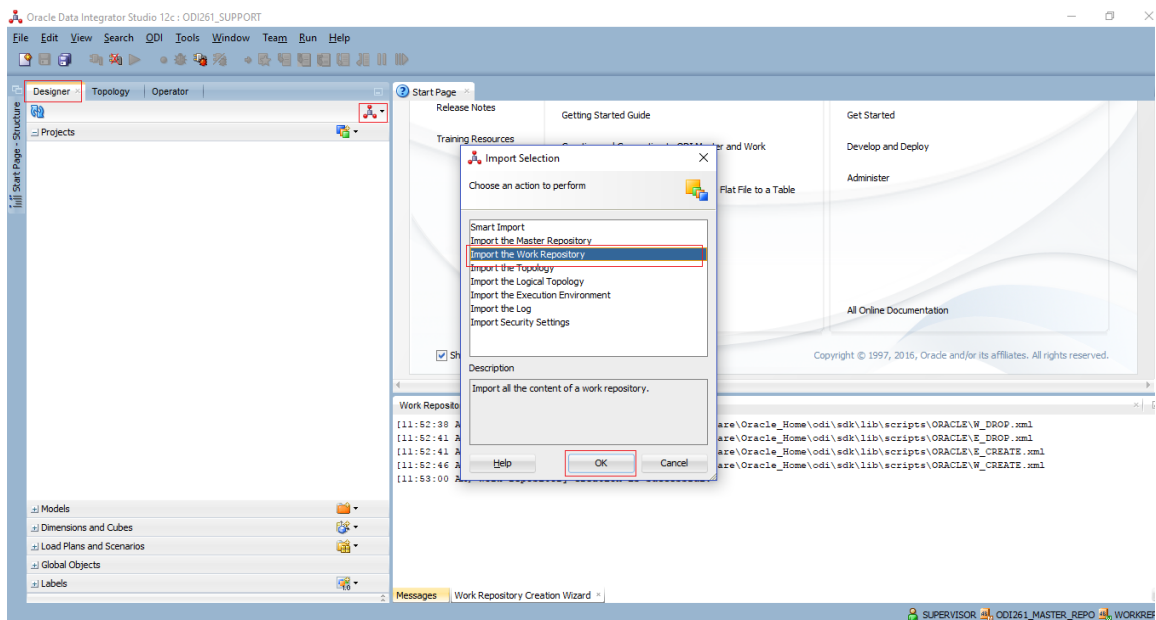 Oracle Data Integrator Studio 12c : ODI261_SUPPORT
File Edit View Search ODI Tools Window Team Run Help
Designer Topology Operator
Start Page
Start Page - Structure
Projects
Release Notes
Getting Started Guide
Get Started
Training Resources
and Work
Develop and Deploy
Flat File to a Table
Administer
All Online Documentation
Sh
Copyright © 1997, 2016, Oracle and/or its affiliates. All rights reserved.
Import Selection
Choose an action to perform
Smart Import
Import the Master Repository
Import the Work Repository
Import the Topology
Import the Logical Topology
Import the Execution Environment
Import the Log
Import Security Settings
Description
Import all the content of a work repository.
Help OK Cancel
Work Reposito
[11:52:38 A are\Oracle_Home\odi\sdk\lib\scripts\ORACLE\W_DROP.xml
[11:52:41 A are\Oracle_Home\odi\sdk\lib\scripts\ORACLE\E_DROP.xml
[11:52:41 A are\Oracle_Home\odi\sdk\lib\scripts\ORACLE\E_CREATE.xml
[11:52:46 A are\Oracle_Home\odi\sdk\lib\scripts\ORACLE\W_CREATE.xml
[11:53:00 A
Models
Dimensions and Cubes
Load Plans and Scenarios
Global Objects
Labels
Messages Work Repository Creation Wizard
SUPERVISOR ODI261_MASTER_REPO WORKREP